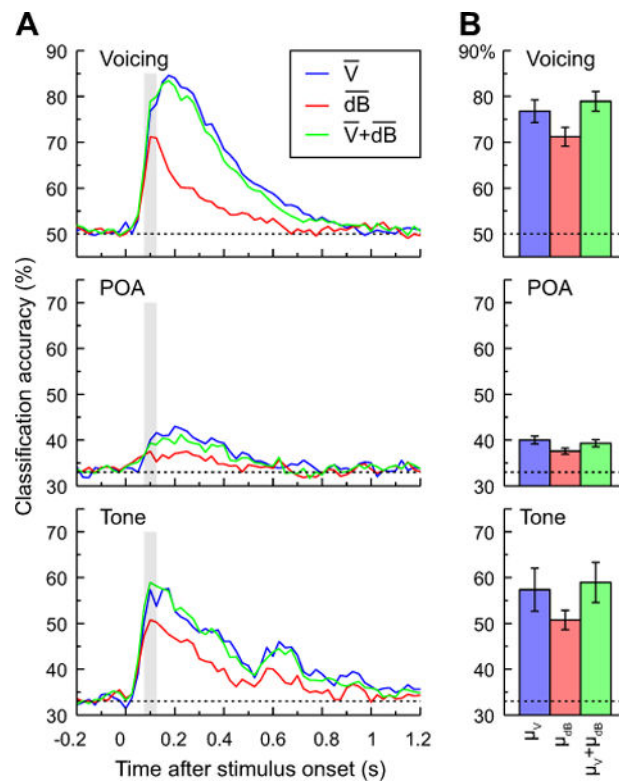 A
B
Classification accuracy (%)
90
80
70
60
50
Voicing
V̅
d̅B̅
V̅+d̅B̅
90%
80
70
60
50
Voicing
70
60
50
40
30
POA
70
60
50
40
30
POA
70
60
50
40
30
Tone
-0.2 0 0.2 0.4 0.6 0.8 1 1.2
Time after stimulus onset (s)
70
60
50
40
30
Tone
μV
μdB
μV+μdB